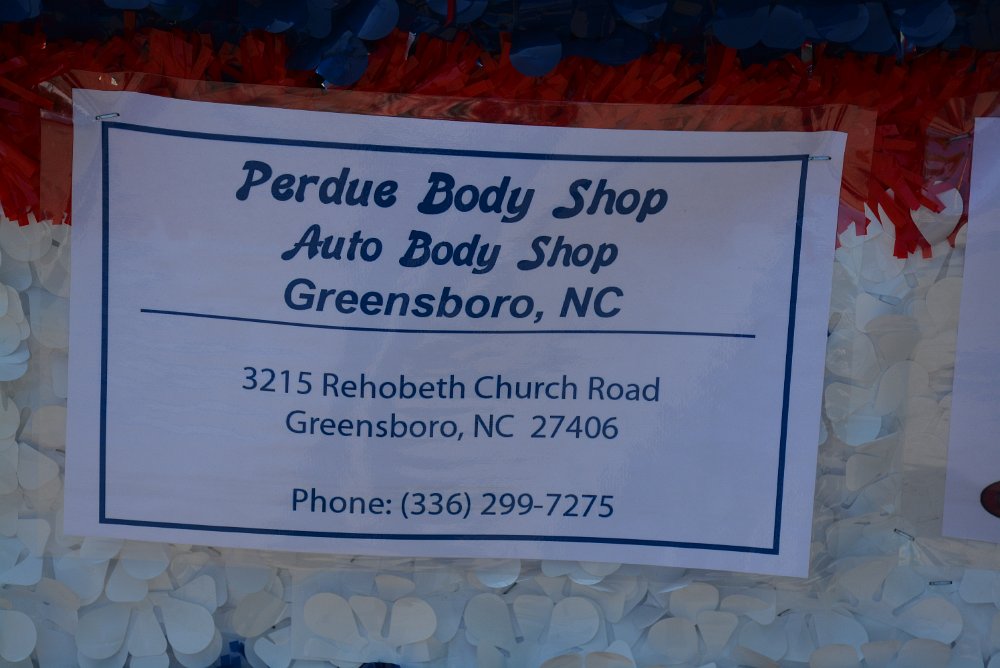 Perdue Body Shop
Auto Body Shop
Greensboro, NC
3215 Rehobeth Church Road
Greensboro, NC 27406
Phone: (336) 299-7275